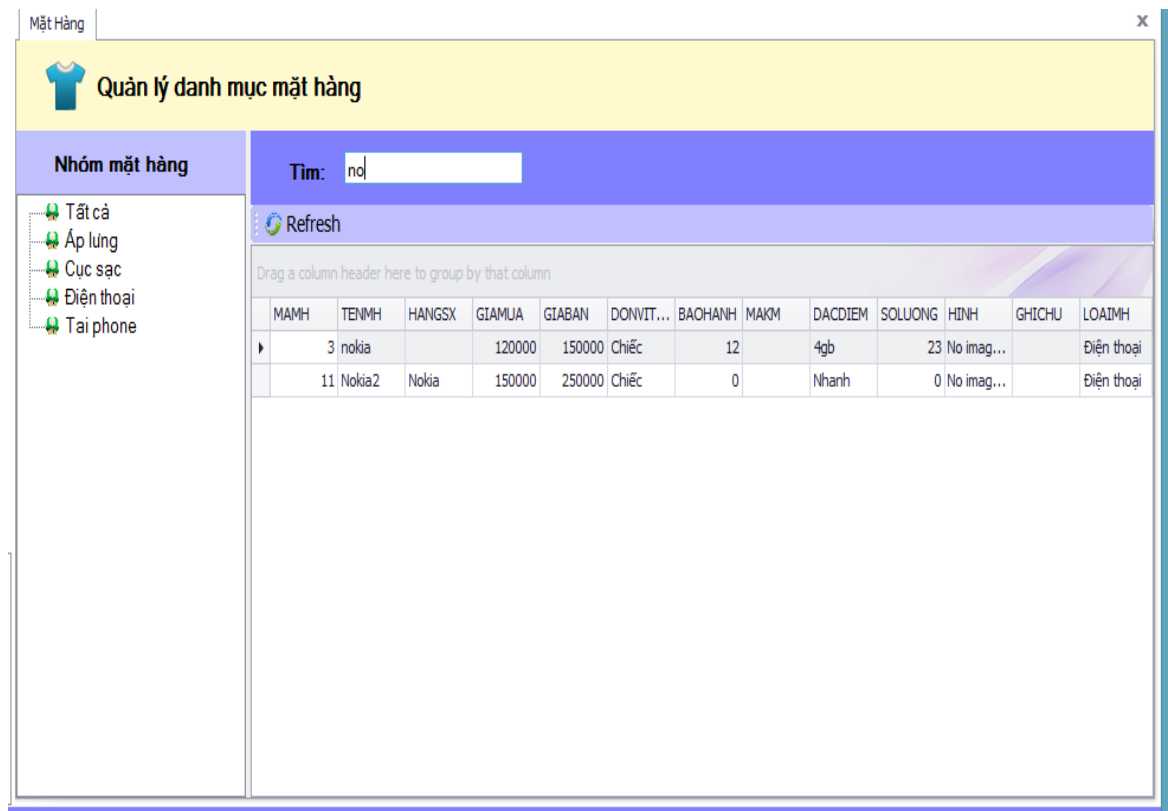 Mặt Hàng x
Quản lý danh mục mặt hàng
Nhóm mặt hàng
Tất cả
Áp lưng
Cục sạc
Điện thoại
Tai phone
Tìm: no
Refresh
Drag a column header here to group by that column
MAMH TENMH HANGSX GIAMUA GIABAN DONVIT... BAOHANH MAKM DACDIEM SOLUONG HINH GHICHU LOAIMH
3 nokia 120000 150000 Chiếc 12 4gb 23 No imag... Điện thoại
11 Nokia2 Nokia 150000 250000 Chiếc 0 Nhanh 0 No imag... Điện thoại